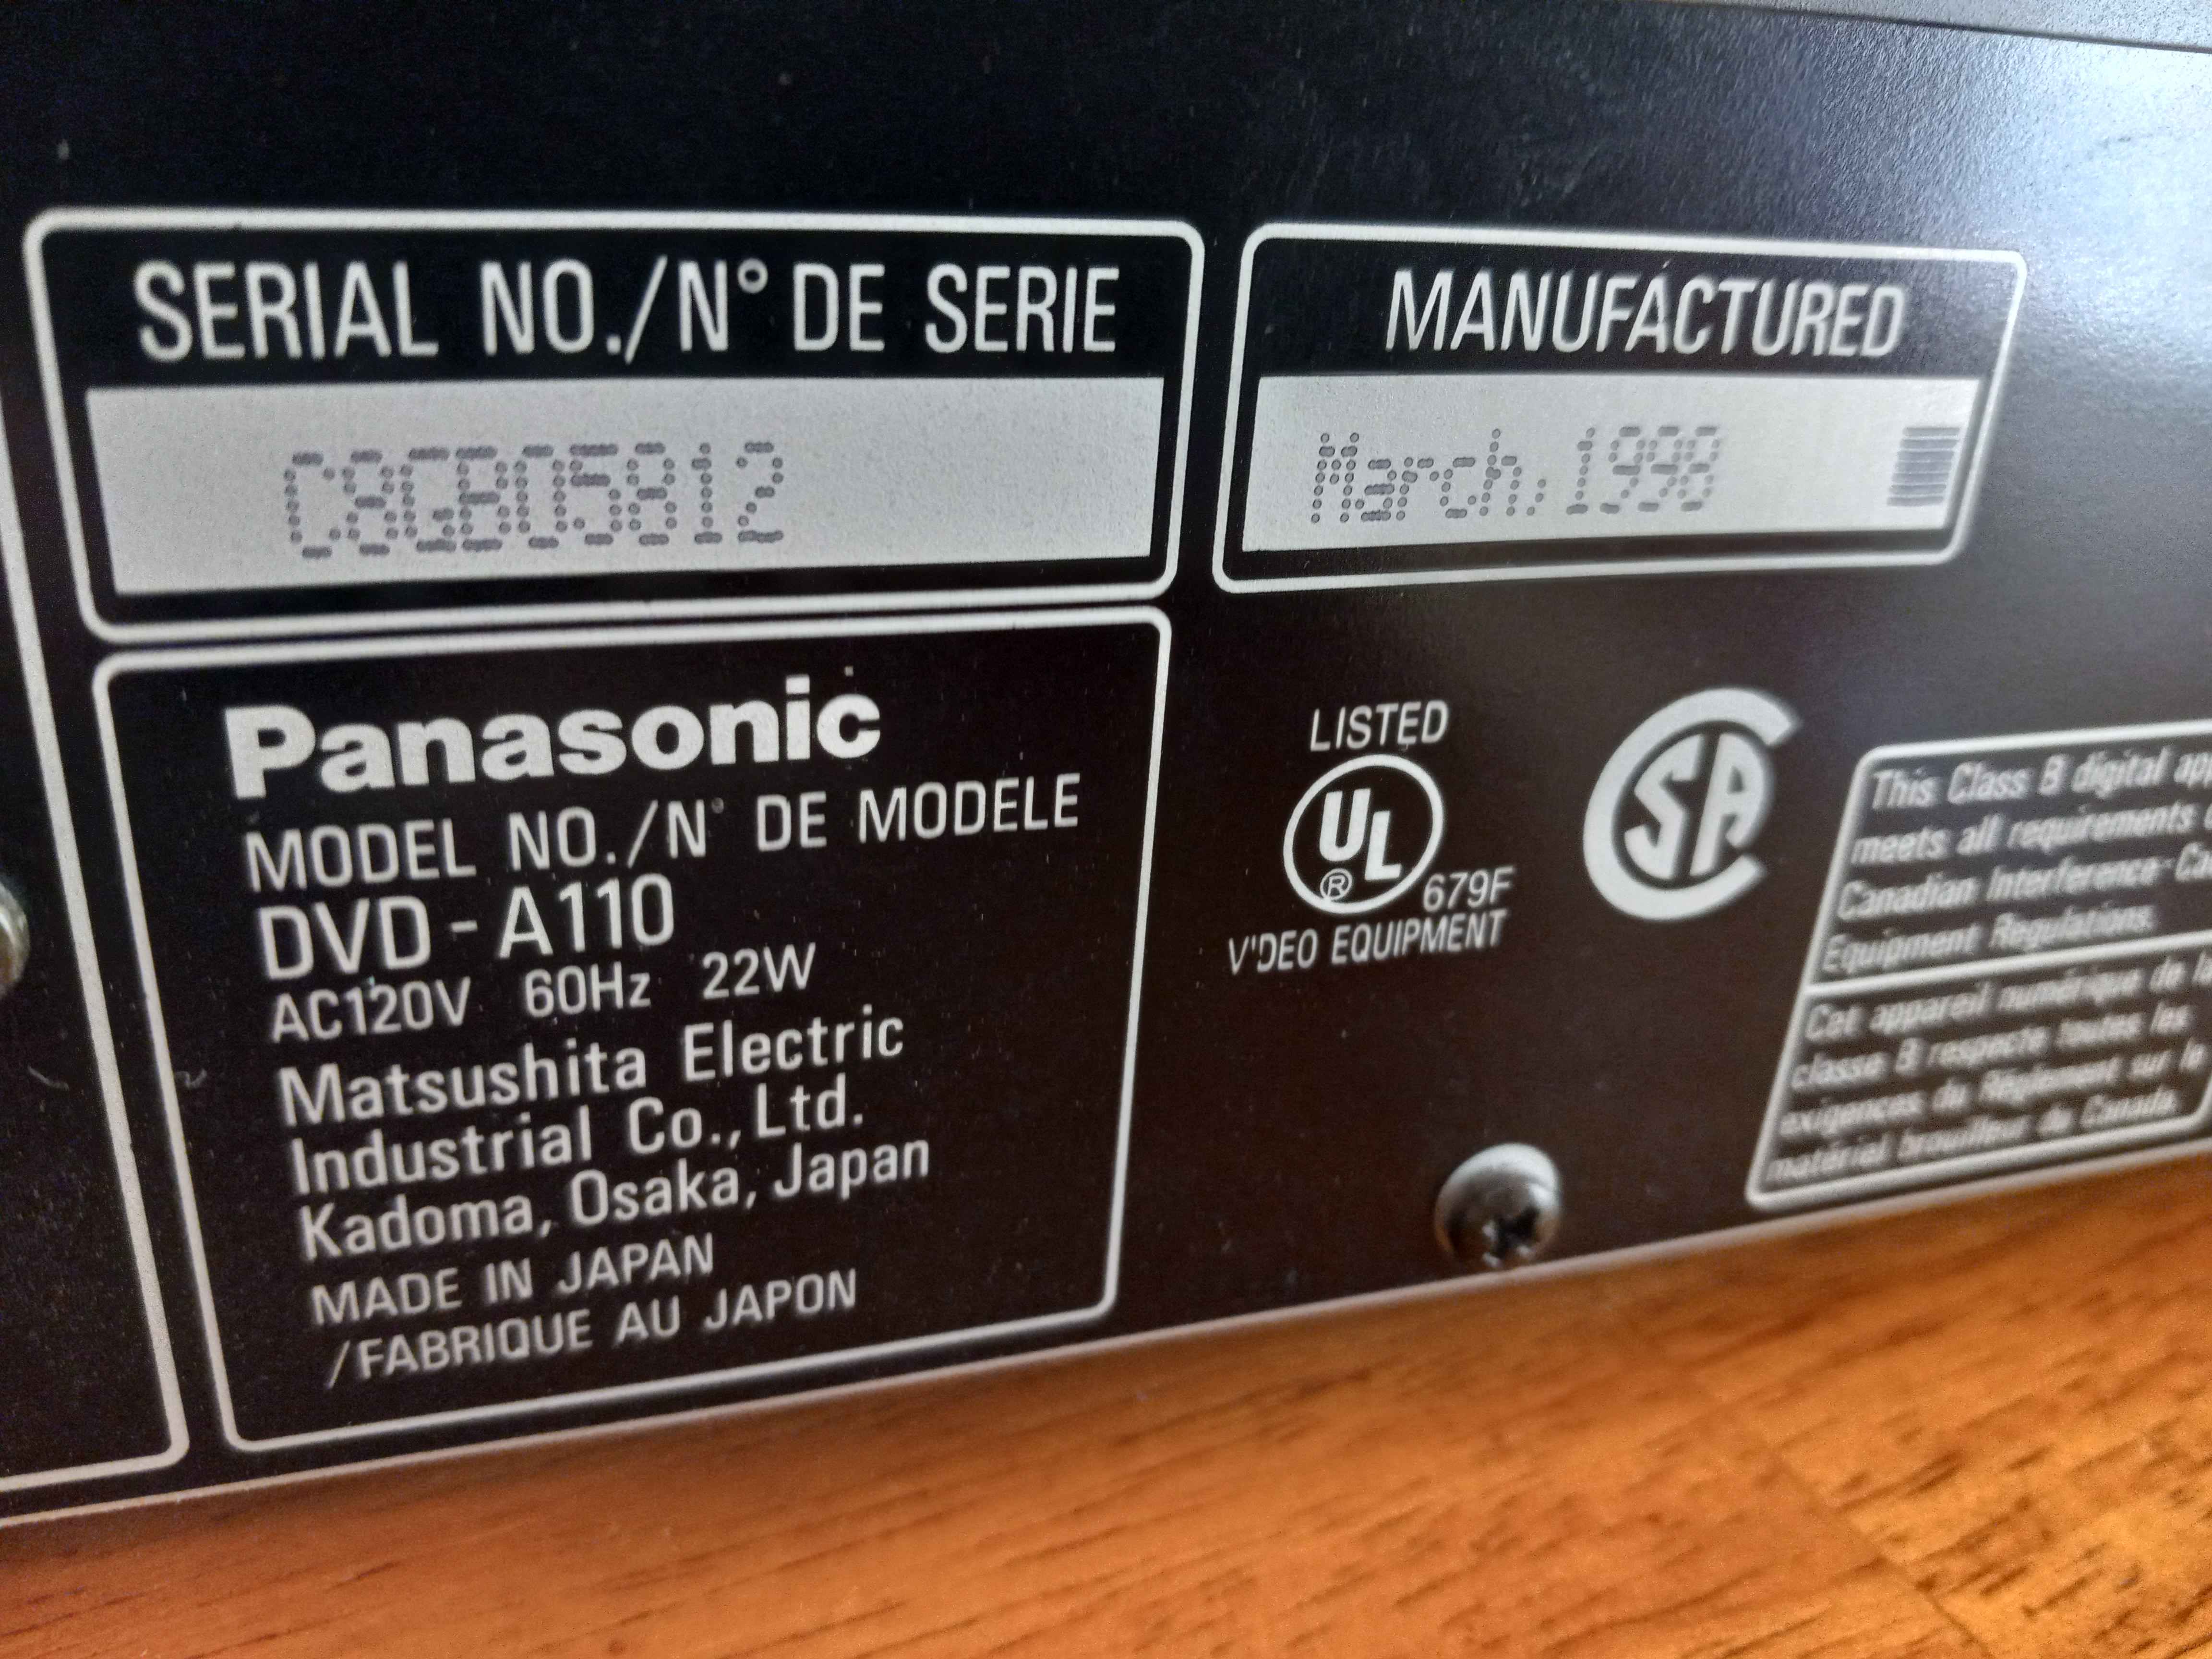 SERIAL NO./N° DE SERIE
C8GB05812
MANUFACTURED
March, 1998
Panasonic
MODEL NO./N° DE MODELE
DVD-A110
AC120V 60Hz 22W
Matsushita Electric
Industrial Co., Ltd.
Kadoma, Osaka, Japan
MADE IN JAPAN
/FABRIQUE AU JAPON
LISTED
UL
® 679F
VIDEO EQUIPMENT
SA
This Class B digital
meets all requirements
Canadian Interference-
Equipment Regulations.
Cet appareil numérique de
classe B respecte toutes les
exigences du Règlement sur le
matériel brouilleur du Canada.